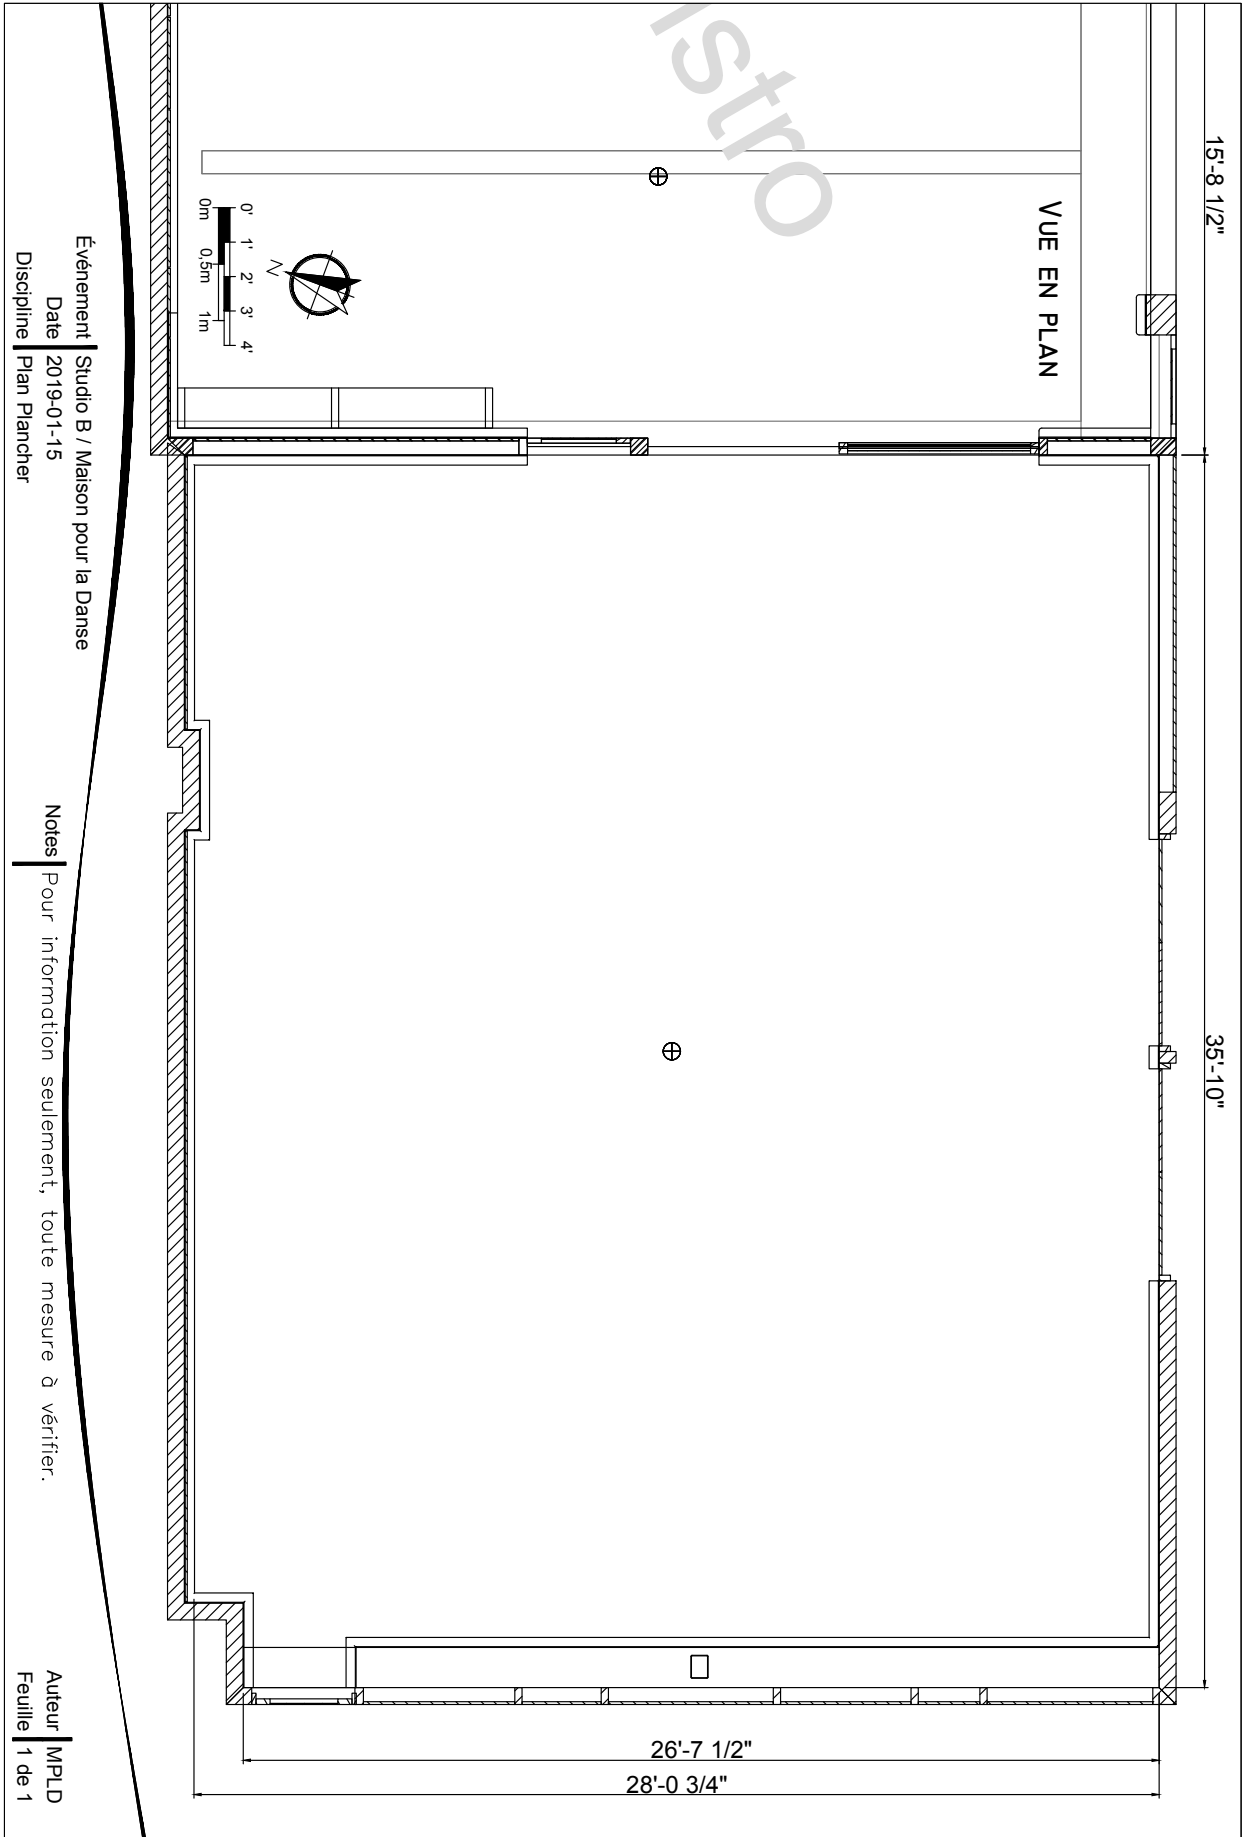 istro
VUE EN PLAN
15'-8 1/2"
35'-10"
0' 1' 2' 3' 4'
0m 0,5m 1m
N
26'-7 1/2"
28'-0 3/4"
Événement Studio B / Maison pour la Danse
Date 2019-01-15
Discipline Plan Plancher
Notes Pour information seulement, toute mesure à vérifier.
Auteur MPLD
Feuille 1 de 1